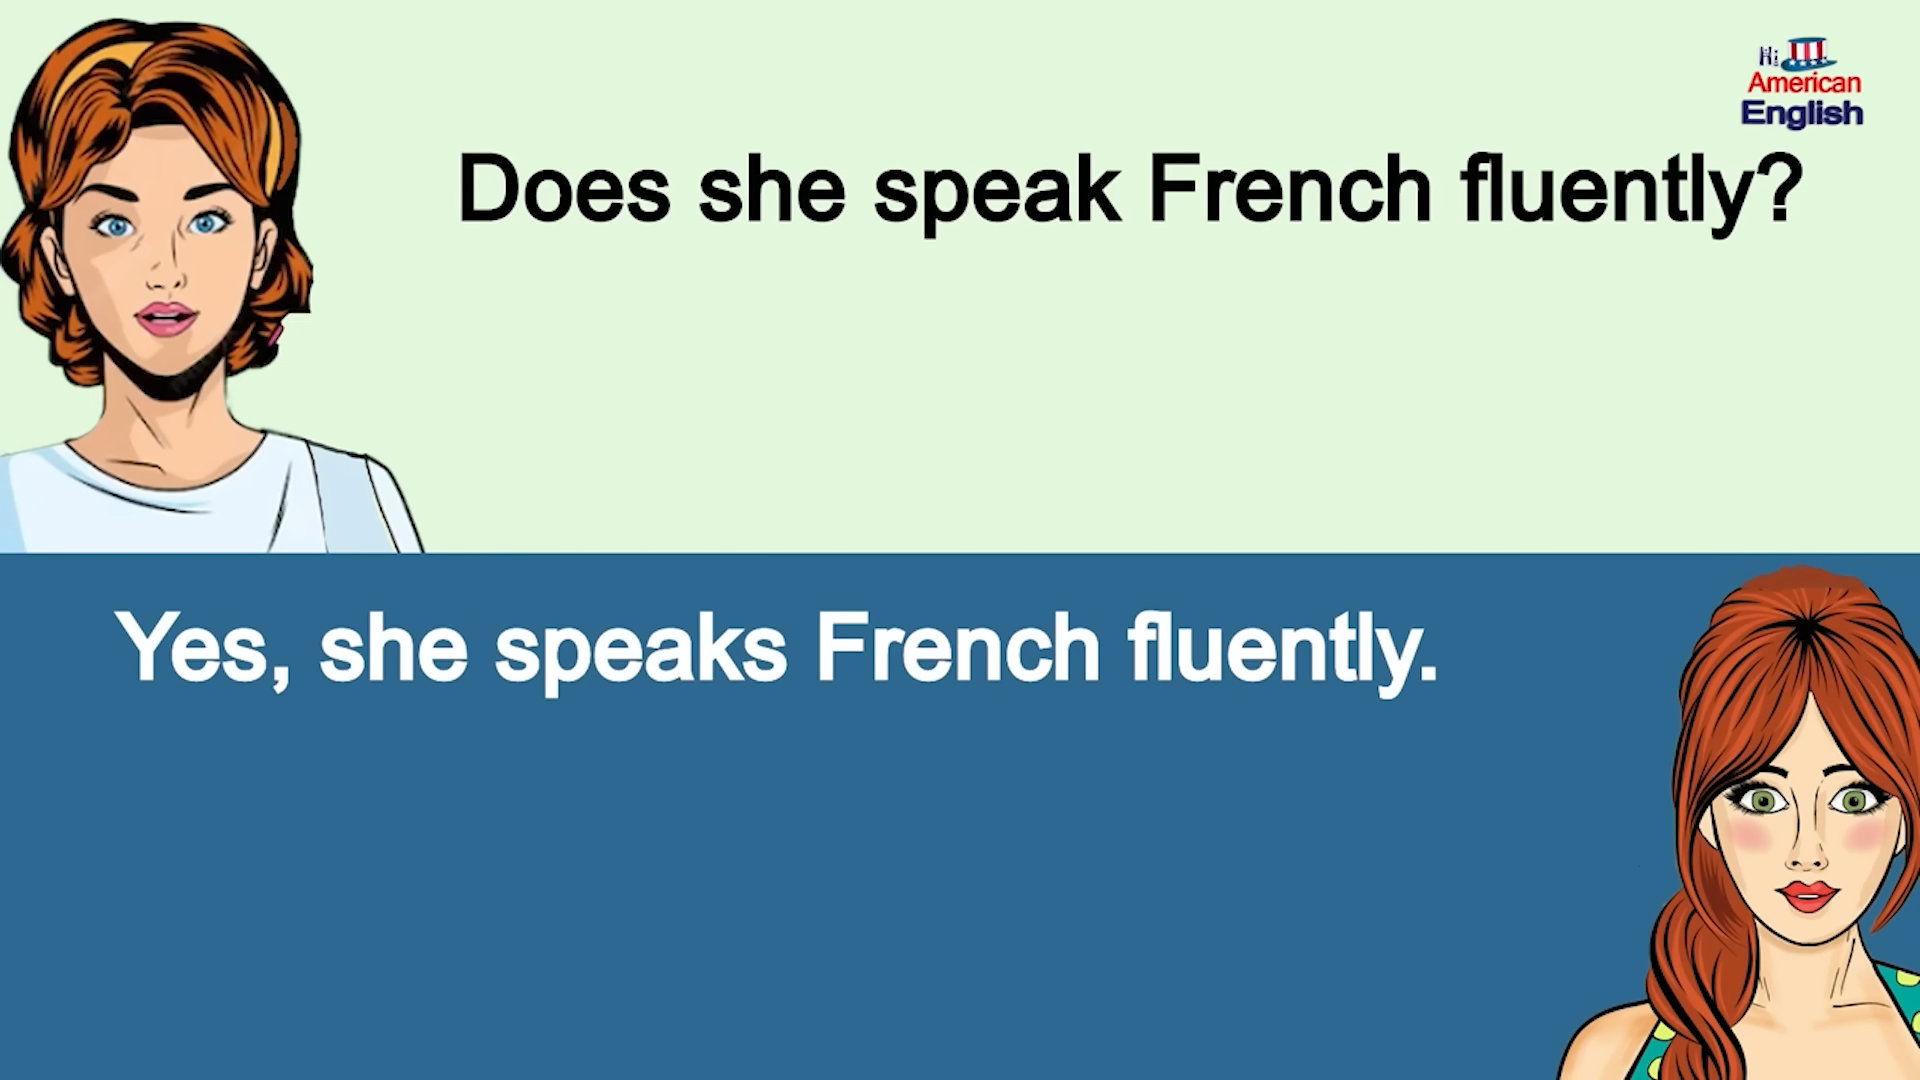 Hi
American
English
Does she speak French fluently?
Yes, she speaks French fluently.